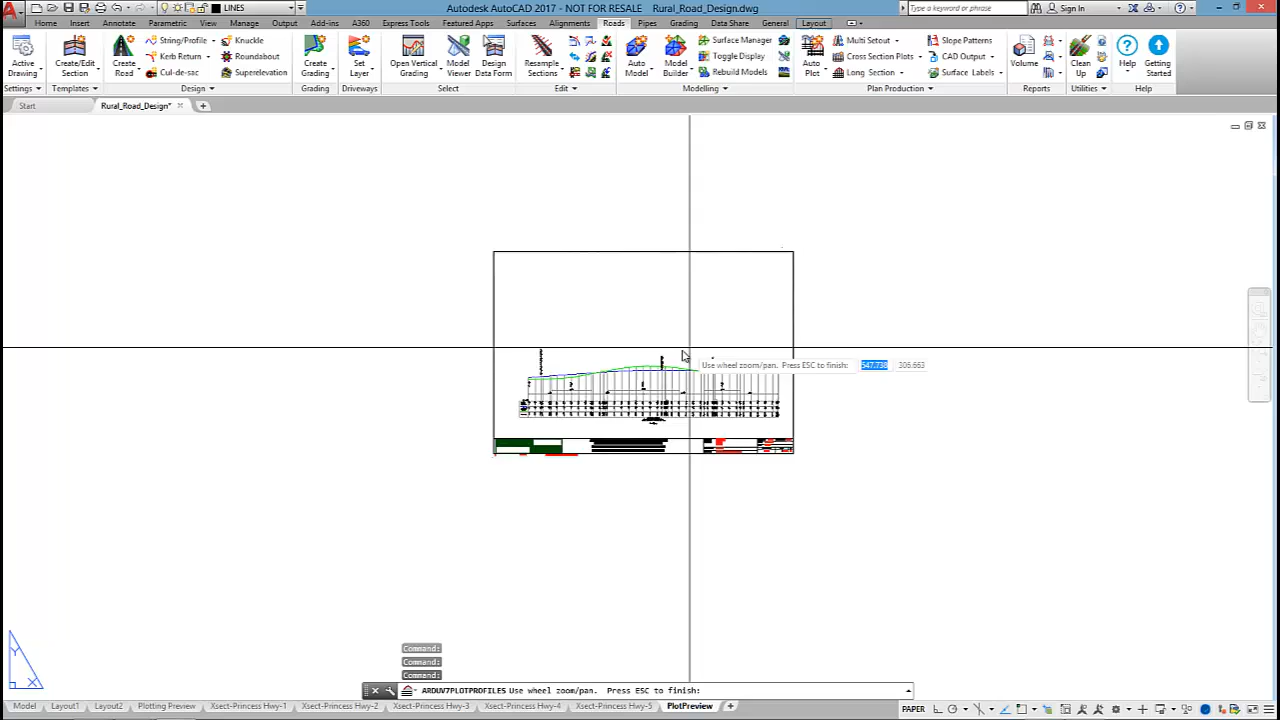 LINES
Autodesk AutoCAD 2017 - NOT FOR RESALE Rural_Road_Design.dwg
Type a keyword or phrase
Sign In
Home Insert Annotate Parametric View Manage Output Add-ins A360 Express Tools Featured Apps Surfaces Alignments Roads Pipes Grading Data Share General Layout
String/Profile Knuckle Surface Manager Multi Setout Slope Patterns
Kerb Return Roundabout Toggle Display Cross Section Plots CAD Output
Cul-de-sac Superelevation Rebuild Models Long Section Surface Labels
Active Drawing
Create/Edit Section
Create Road
Create Grading
Set Layer
Open Vertical Grading
Model Viewer
Design Data Form
Resample Sections
Auto Model
Model Builder
Auto Plot
Volume
Clean Up
Help
Getting Started
Settings Templates Design Grading Driveways Select Edit Modelling Plan Production Reports Utilities Help
Start Rural_Road_Design*
Use wheel zoom/pan. Press ESC to finish: 547.738 306.663
Y
X
Command:
Command:
Command:
ARDUV7PLOTPROFILES Use wheel zoom/pan. Press ESC to finish:
Model Layout1 Layout2 Plotting Preview Xsect-Cypress Hwy-1 Xsect-Cypress Hwy-2 Xsect-Cypress Hwy-3 Xsect-Cypress Hwy-4 Xsect-Cypress Hwy-5 PlotPreview
PAPER